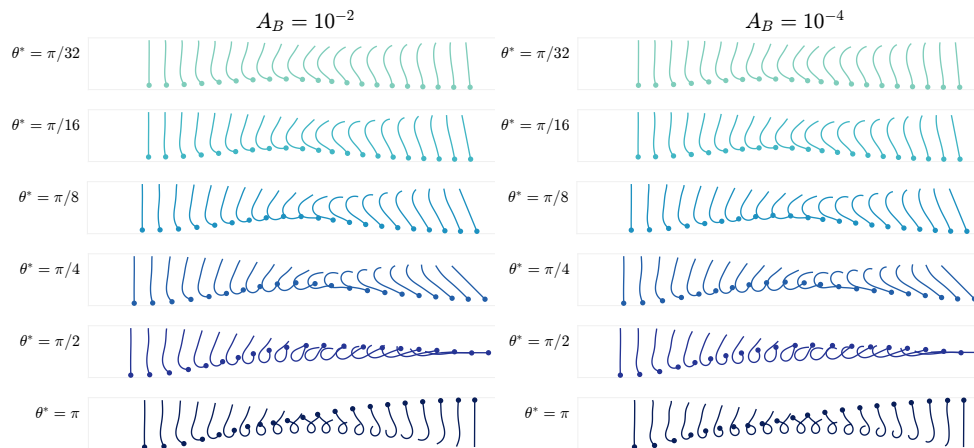 A_B = 10^{-2}
A_B = 10^{-4}
θ* = π/32
θ* = π/32
θ* = π/16
θ* = π/16
θ* = π/8
θ* = π/8
θ* = π/4
θ* = π/4
θ* = π/2
θ* = π/2
θ* = π
θ* = π